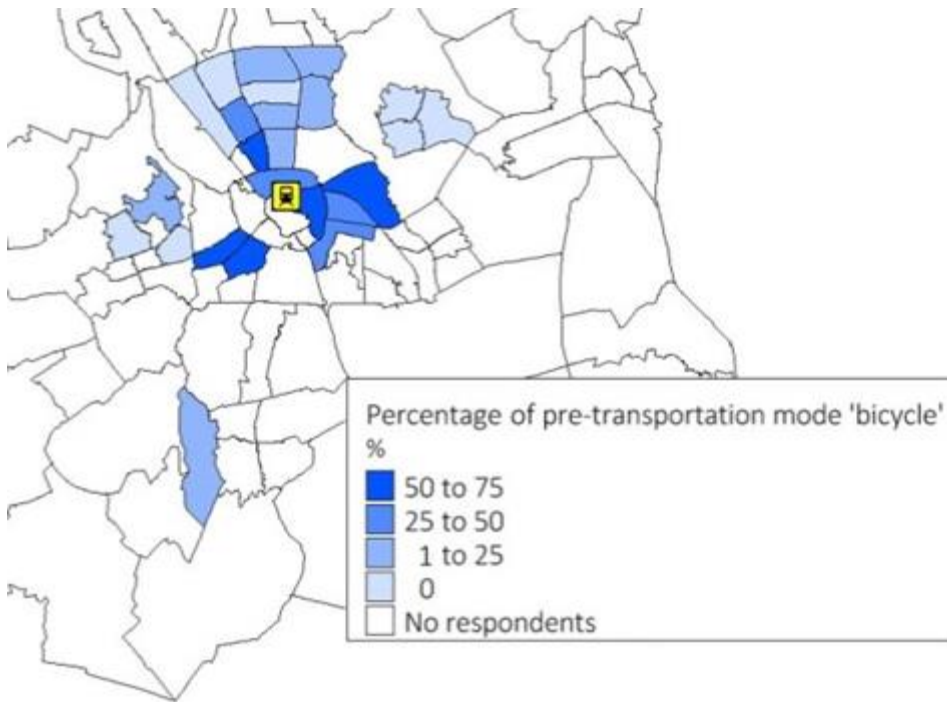 Percentage of pre-transportation mode 'bicycle'
%
50 to 75
25 to 50
1 to 25
0
No respondents